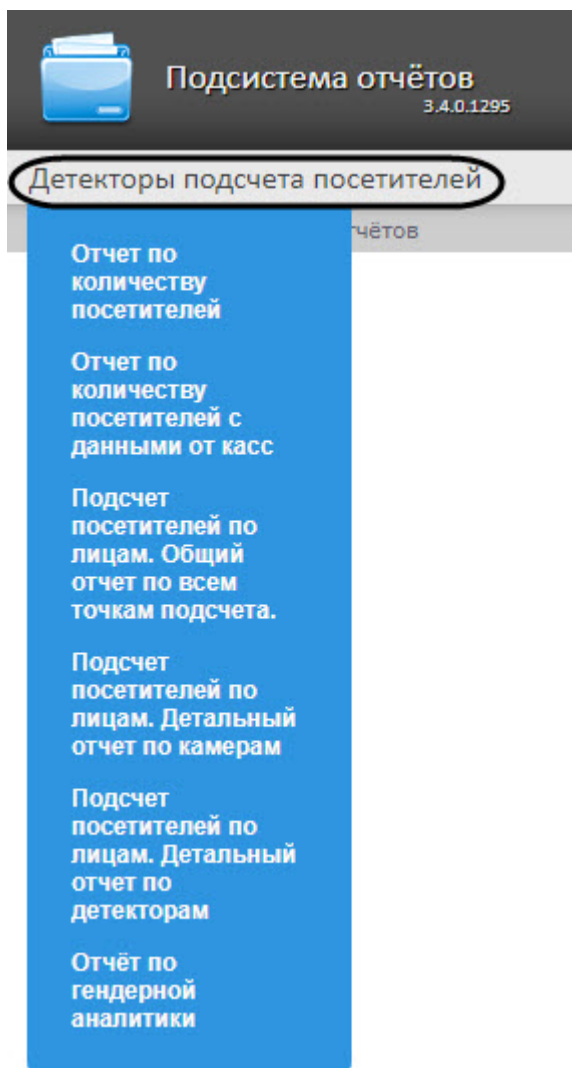 Подсистема отчётов
3.4.0.1295
Детекторы подсчета посетителей
чётов
Отчет по
количеству
посетителей
Отчет по
количеству
посетителей с
данными от касс
Подсчет
посетителей по
лицам. Общий
отчет по всем
точкам подсчета.
Подсчет
посетителей по
лицам. Детальный
отчет по камерам
Подсчет
посетителей по
лицам. Детальный
отчет по
детекторам
Отчёт по
гендерной
аналитики